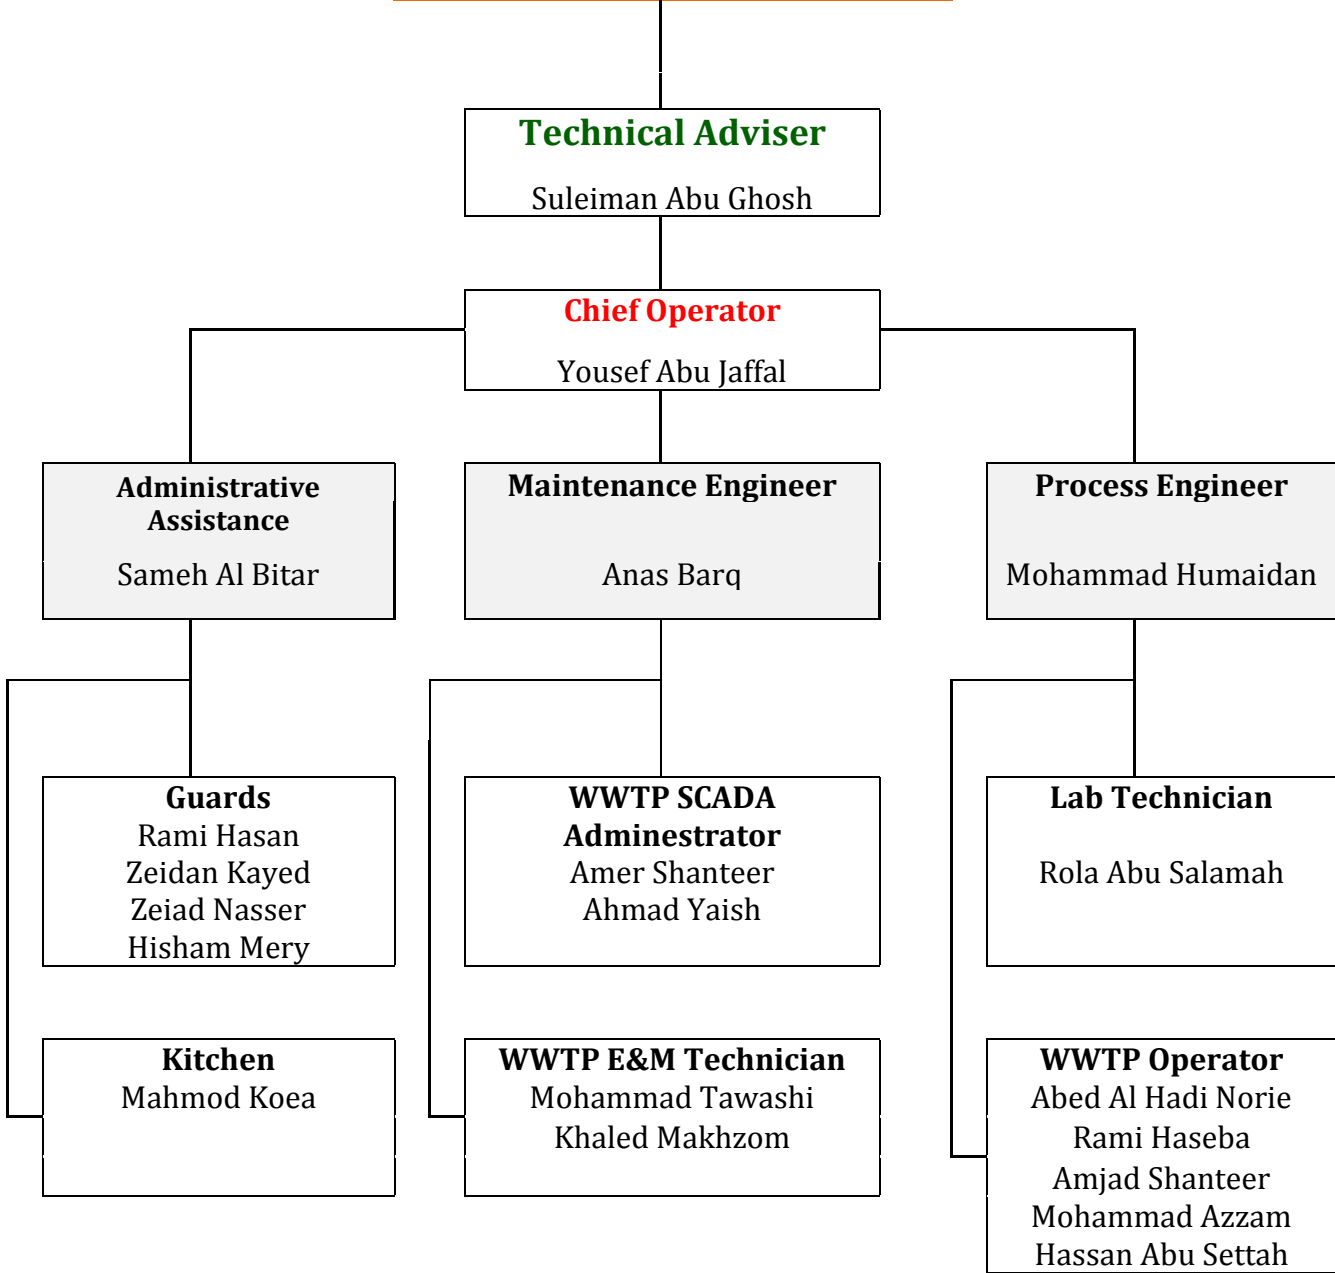 Technical Adviser
Suleiman Abu Ghosh
Chief Operator
Yousef Abu Jaffal
Administrative
Assistance
Sameh Al Bitar
Maintenance Engineer
Anas Barq
Process Engineer
Mohammad Humaidan
Guards
Rami Hasan
Zeidan Kayed
Zeiad Nasser
Hisham Mery
WWTP SCADA
Adminestrator
Amer Shanteer
Ahmad Yaish
Lab Technician
Rola Abu Salamah
Kitchen
Mahmod Koea
WWTP E&M Technician
Mohammad Tawashi
Khaled Makhzom
WWTP Operator
Abed Al Hadi Norie
Rami Haseba
Amjad Shanteer
Mohammad Azzam
Hassan Abu Settah